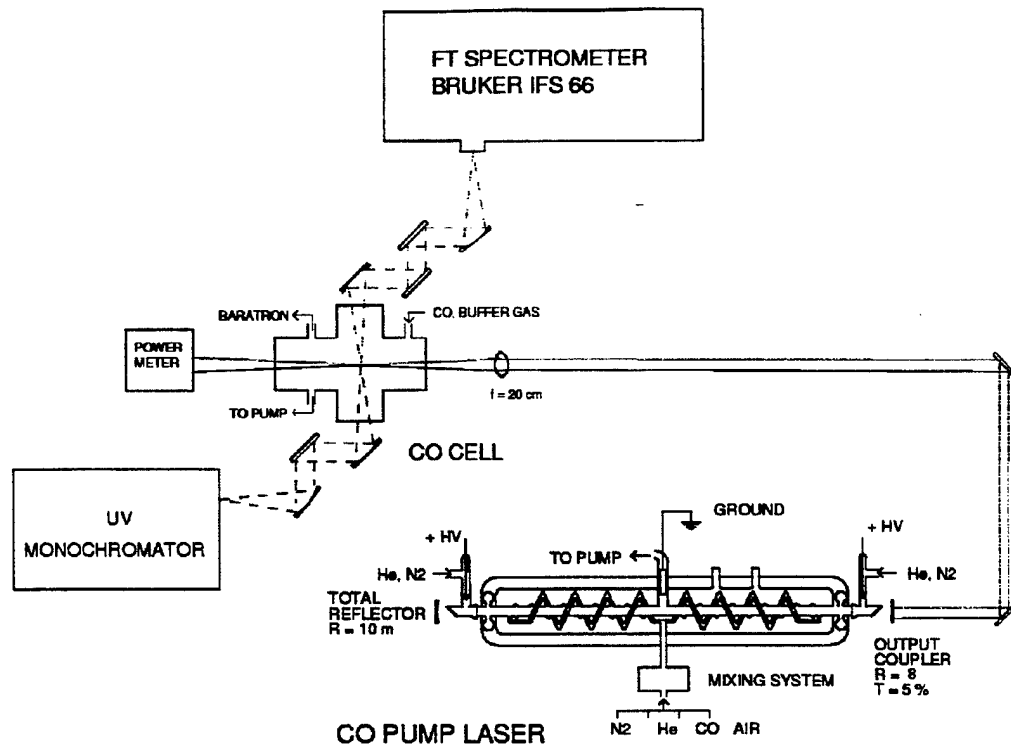 FT SPECTROMETER
BRUKER IFS 66
BARATRON
CO, BUFFER GAS
POWER
METER
f = 20 cm
TO PUMP
CO CELL
UV
MONOCHROMATOR
GROUND
+ HV
TO PUMP
+ HV
He, N2
He, N2
TOTAL
REFLECTOR
R = 10 m
OUTPUT
COUPLER
R = 8
T = 5 %
MIXING SYSTEM
N2 He CO AIR
CO PUMP LASER